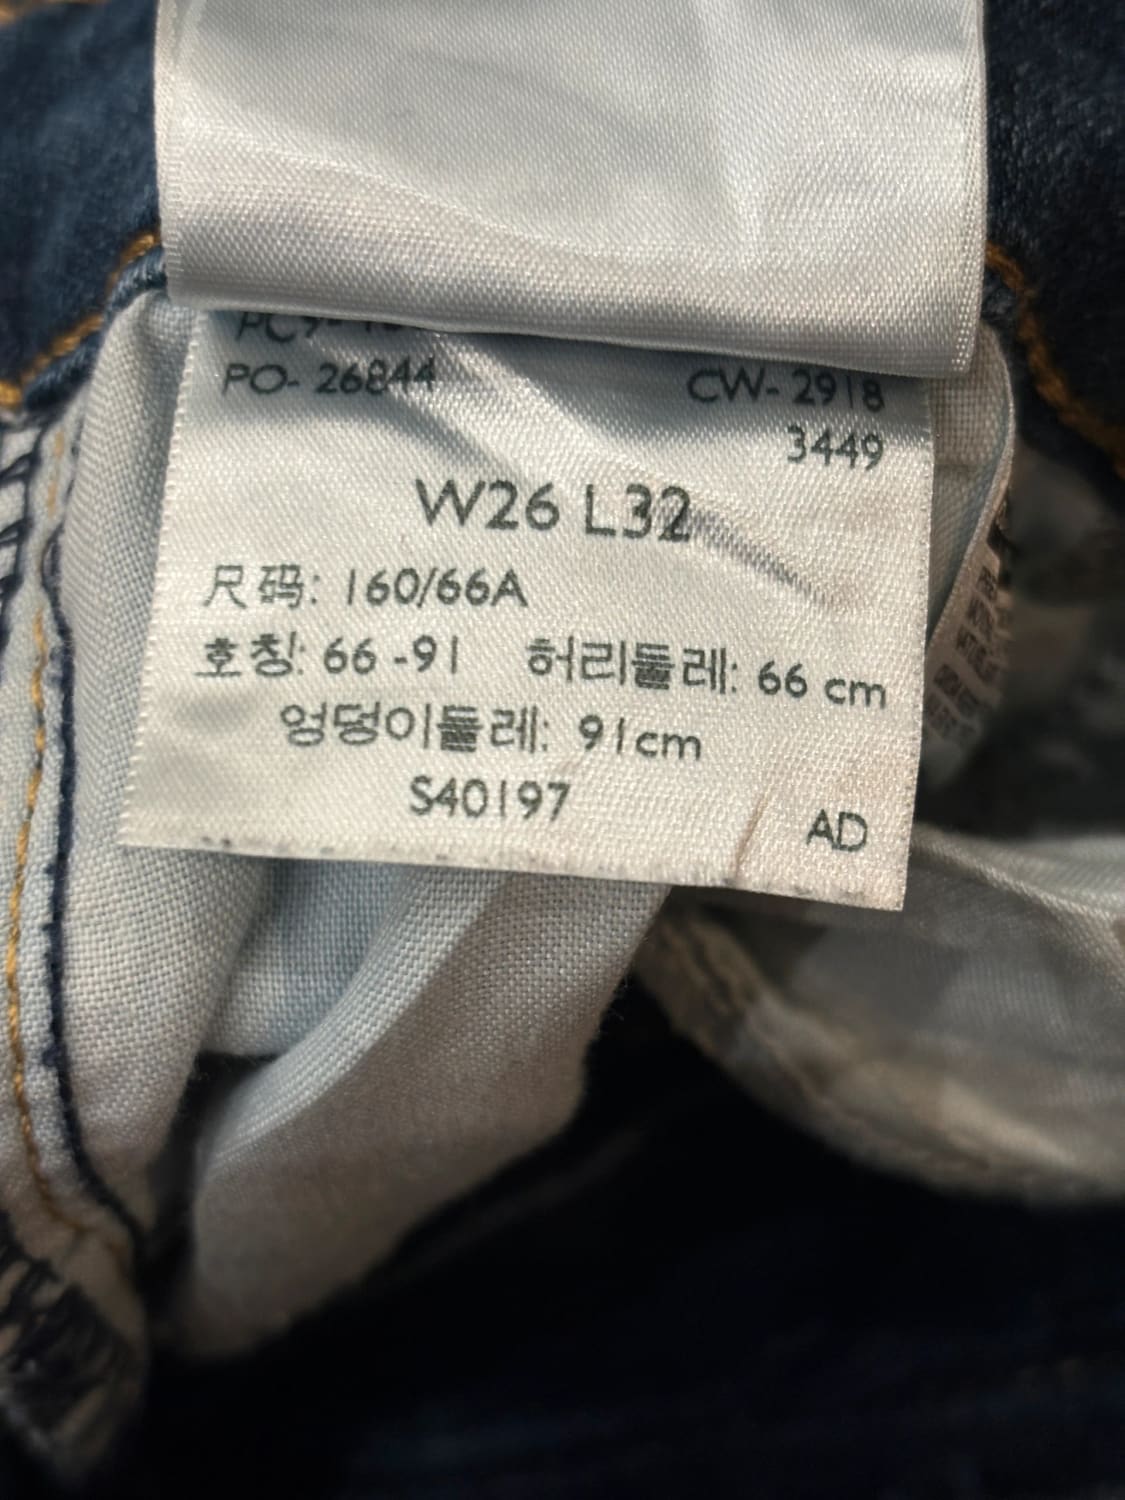 PO- 26844 CW- 2918
3449
W26 L32
尺码: 160/66A
호칭: 66 -91 허리둘레: 66 cm
엉덩이둘레: 91cm
S40197
AD